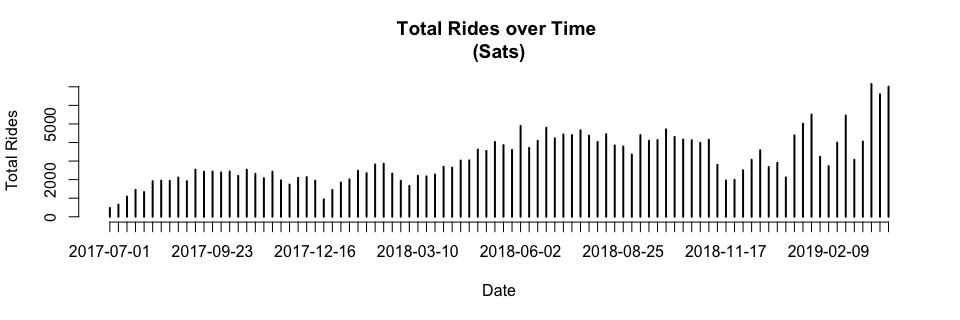 Total Rides over Time
(Sats)
Total Rides
5000
2000
0
2017-07-01 2017-09-23 2017-12-16 2018-03-10 2018-06-02 2018-08-25 2018-11-17 2019-02-09
Date